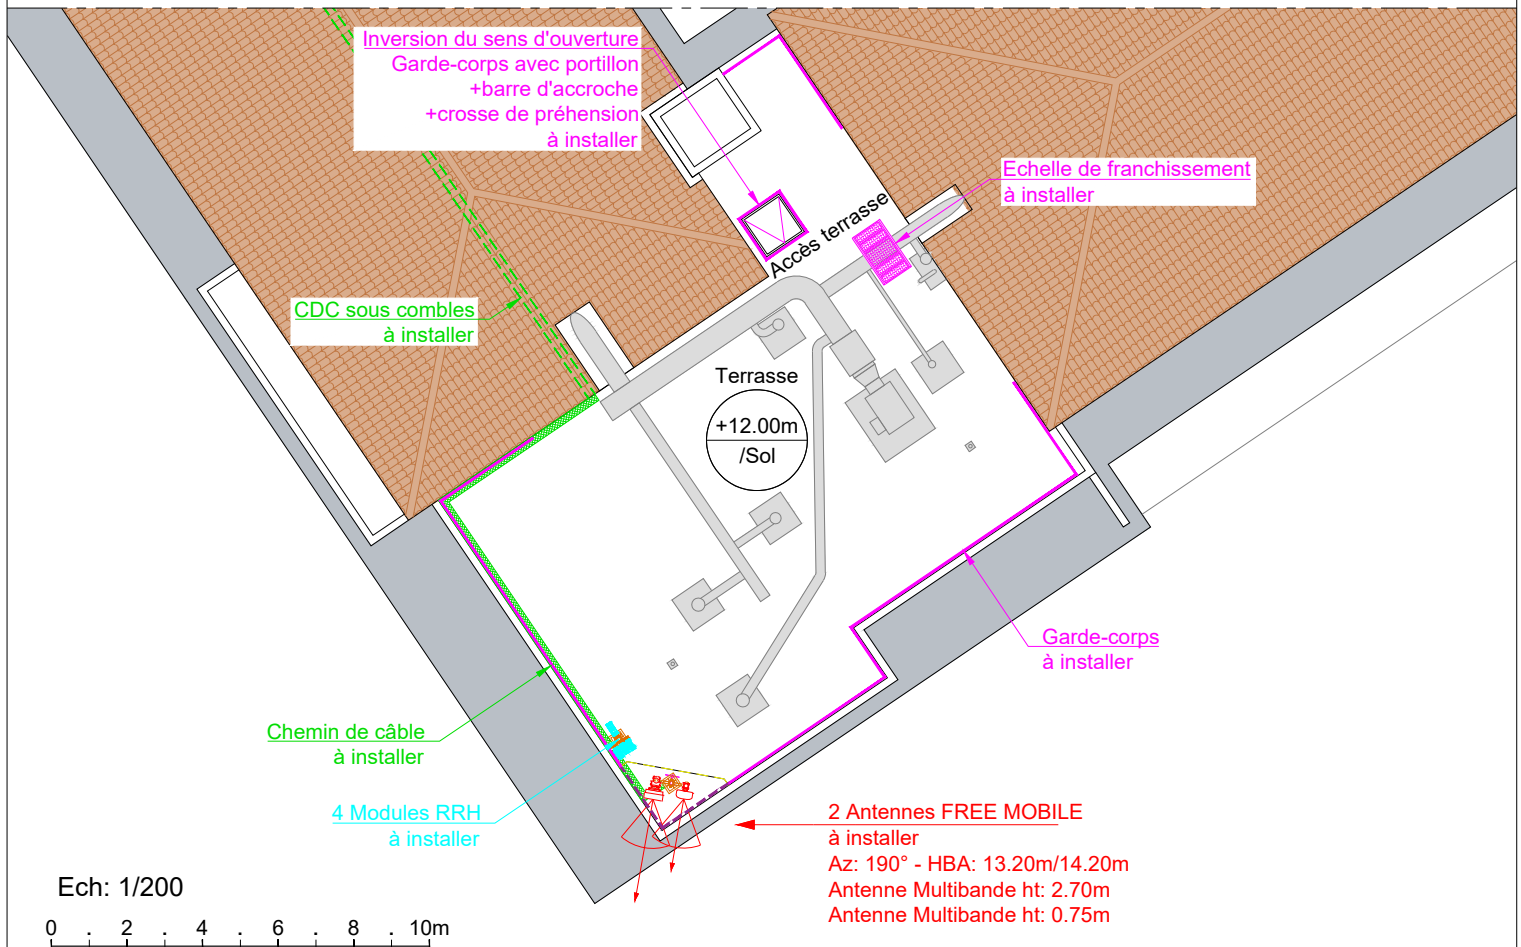 Inversion du sens d'ouverture
Garde-corps avec portillon
+barre d'accroche
+crosse de préhension
à installer
Echelle de franchissement
à installer
Accès terrasse
CDC sous combles
à installer
Terrasse
+12.00m
/Sol
Garde-corps
à installer
Chemin de câble
à installer
4 Modules RRH
à installer
2 Antennes FREE MOBILE
à installer
Az: 190° - HBA: 13.20m/14.20m
Antenne Multibande ht: 2.70m
Antenne Multibande ht: 0.75m
Ech: 1/200
0 . 2 . 4 . 6 . 8 . 10m